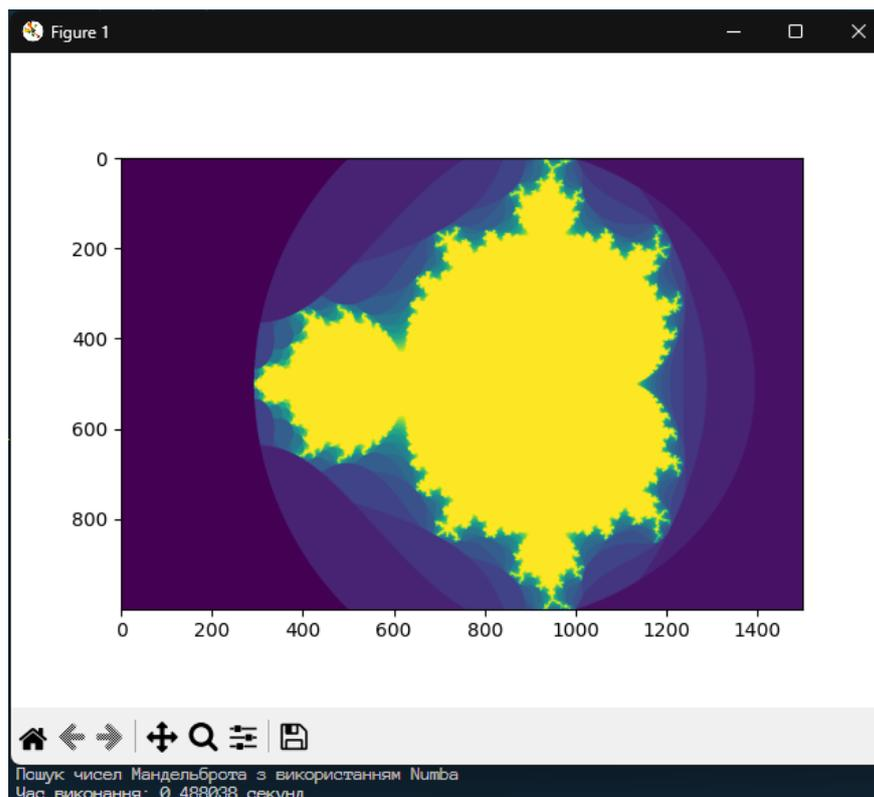 Figure 1
0
200
400
600
800
0 200 400 600 800 1000 1200 1400
Пошук чисел Мандельброта з використанням Numba
Час виконання: 0.488038 секунд